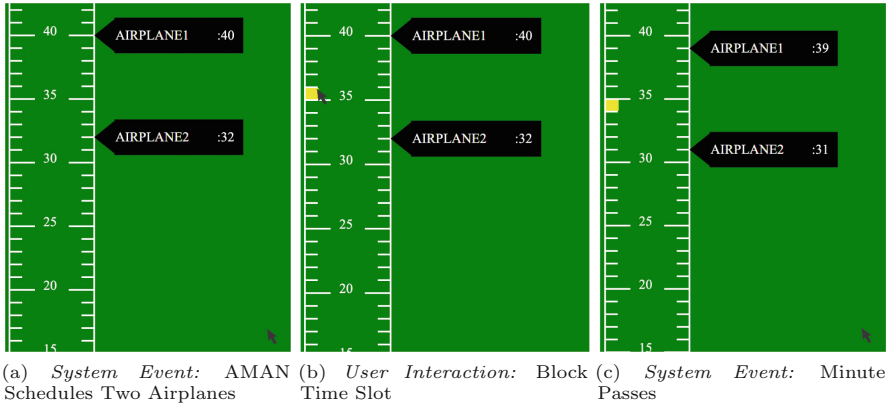 40
AIRPLANE1 :40
35
AIRPLANE2 :32
30
25
20
15
40
AIRPLANE1 :40
35
AIRPLANE2 :32
30
25
20
15
40
AIRPLANE1 :39
35
AIRPLANE2 :31
30
25
20
15
(a) System Event: AMAN
Schedules Two Airplanes
(b) User Interaction: Block
Time Slot
(c) System Event: Minute
Passes